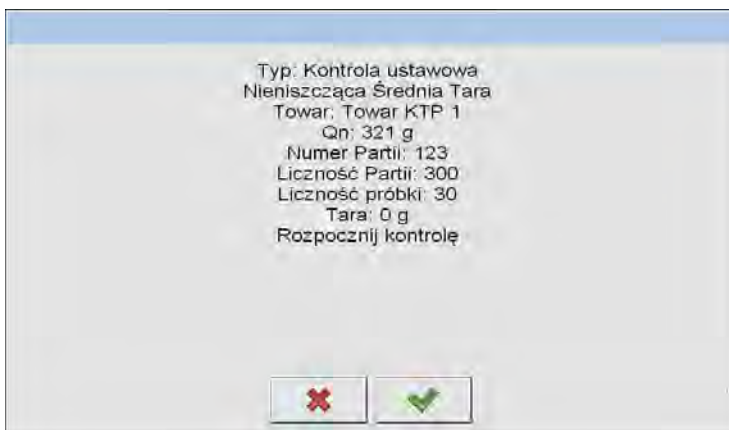 Typ: Kontrola ustawowa
Nieniszcząca Średnia Tara
Towar: Towar KTP 1
Qn: 321 g
Numer Partii: 123
Liczność Partii: 300
Liczność próbki: 30
Tara: 0 g
Rozpocznij kontrolę